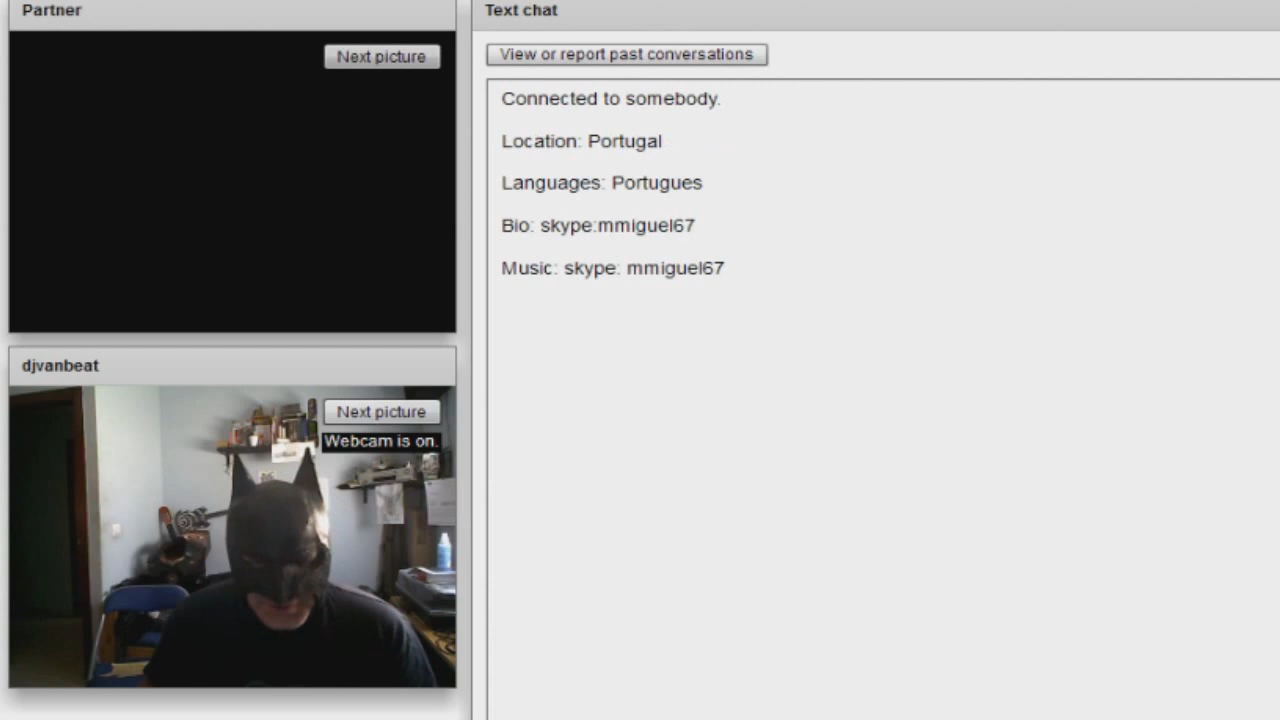 Partner
Next picture
djvanbeat
Next picture
Webcam is on.
Text chat
View or report past conversations
Connected to somebody.
Location: Portugal
Languages: Portugues
Bio: skype:mmiguel67
Music: skype: mmiguel67